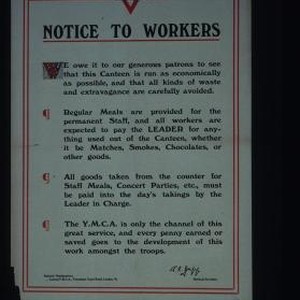 NOTICE TO WORKERS
WE owe it to our generous patrons to see
that this Canteen is run as economically
as possible, and that all kinds of waste
and extravagance are carefully avoided.
¶ Regular Meals are provided for the
permanent Staff, and all workers are
expected to pay the LEADER for any-
thing used out of the Canteen, whether
it be Matches, Smokes, Chocolates, or
other goods.
¶ All goods taken from the counter for
Staff Meals, Concert Parties, etc., must
be paid into the day's takings by the
Leader in Charge.
¶ The Y.M.C.A. is only the channel of this
great service, and every penny earned or
saved goes to the development of this
work amongst the troops.